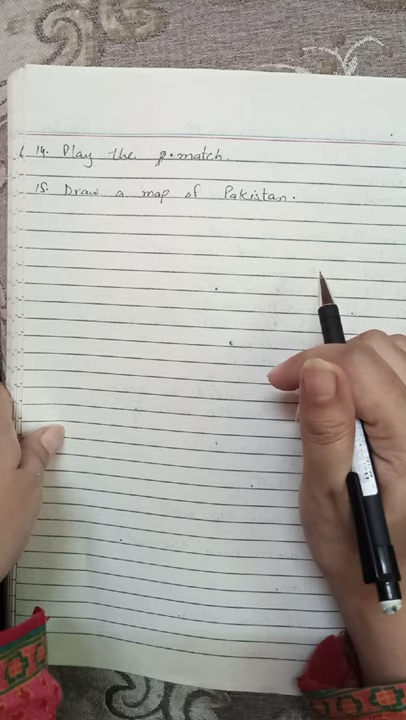 14. Play the match.
15. Draw a map of Pakistan.